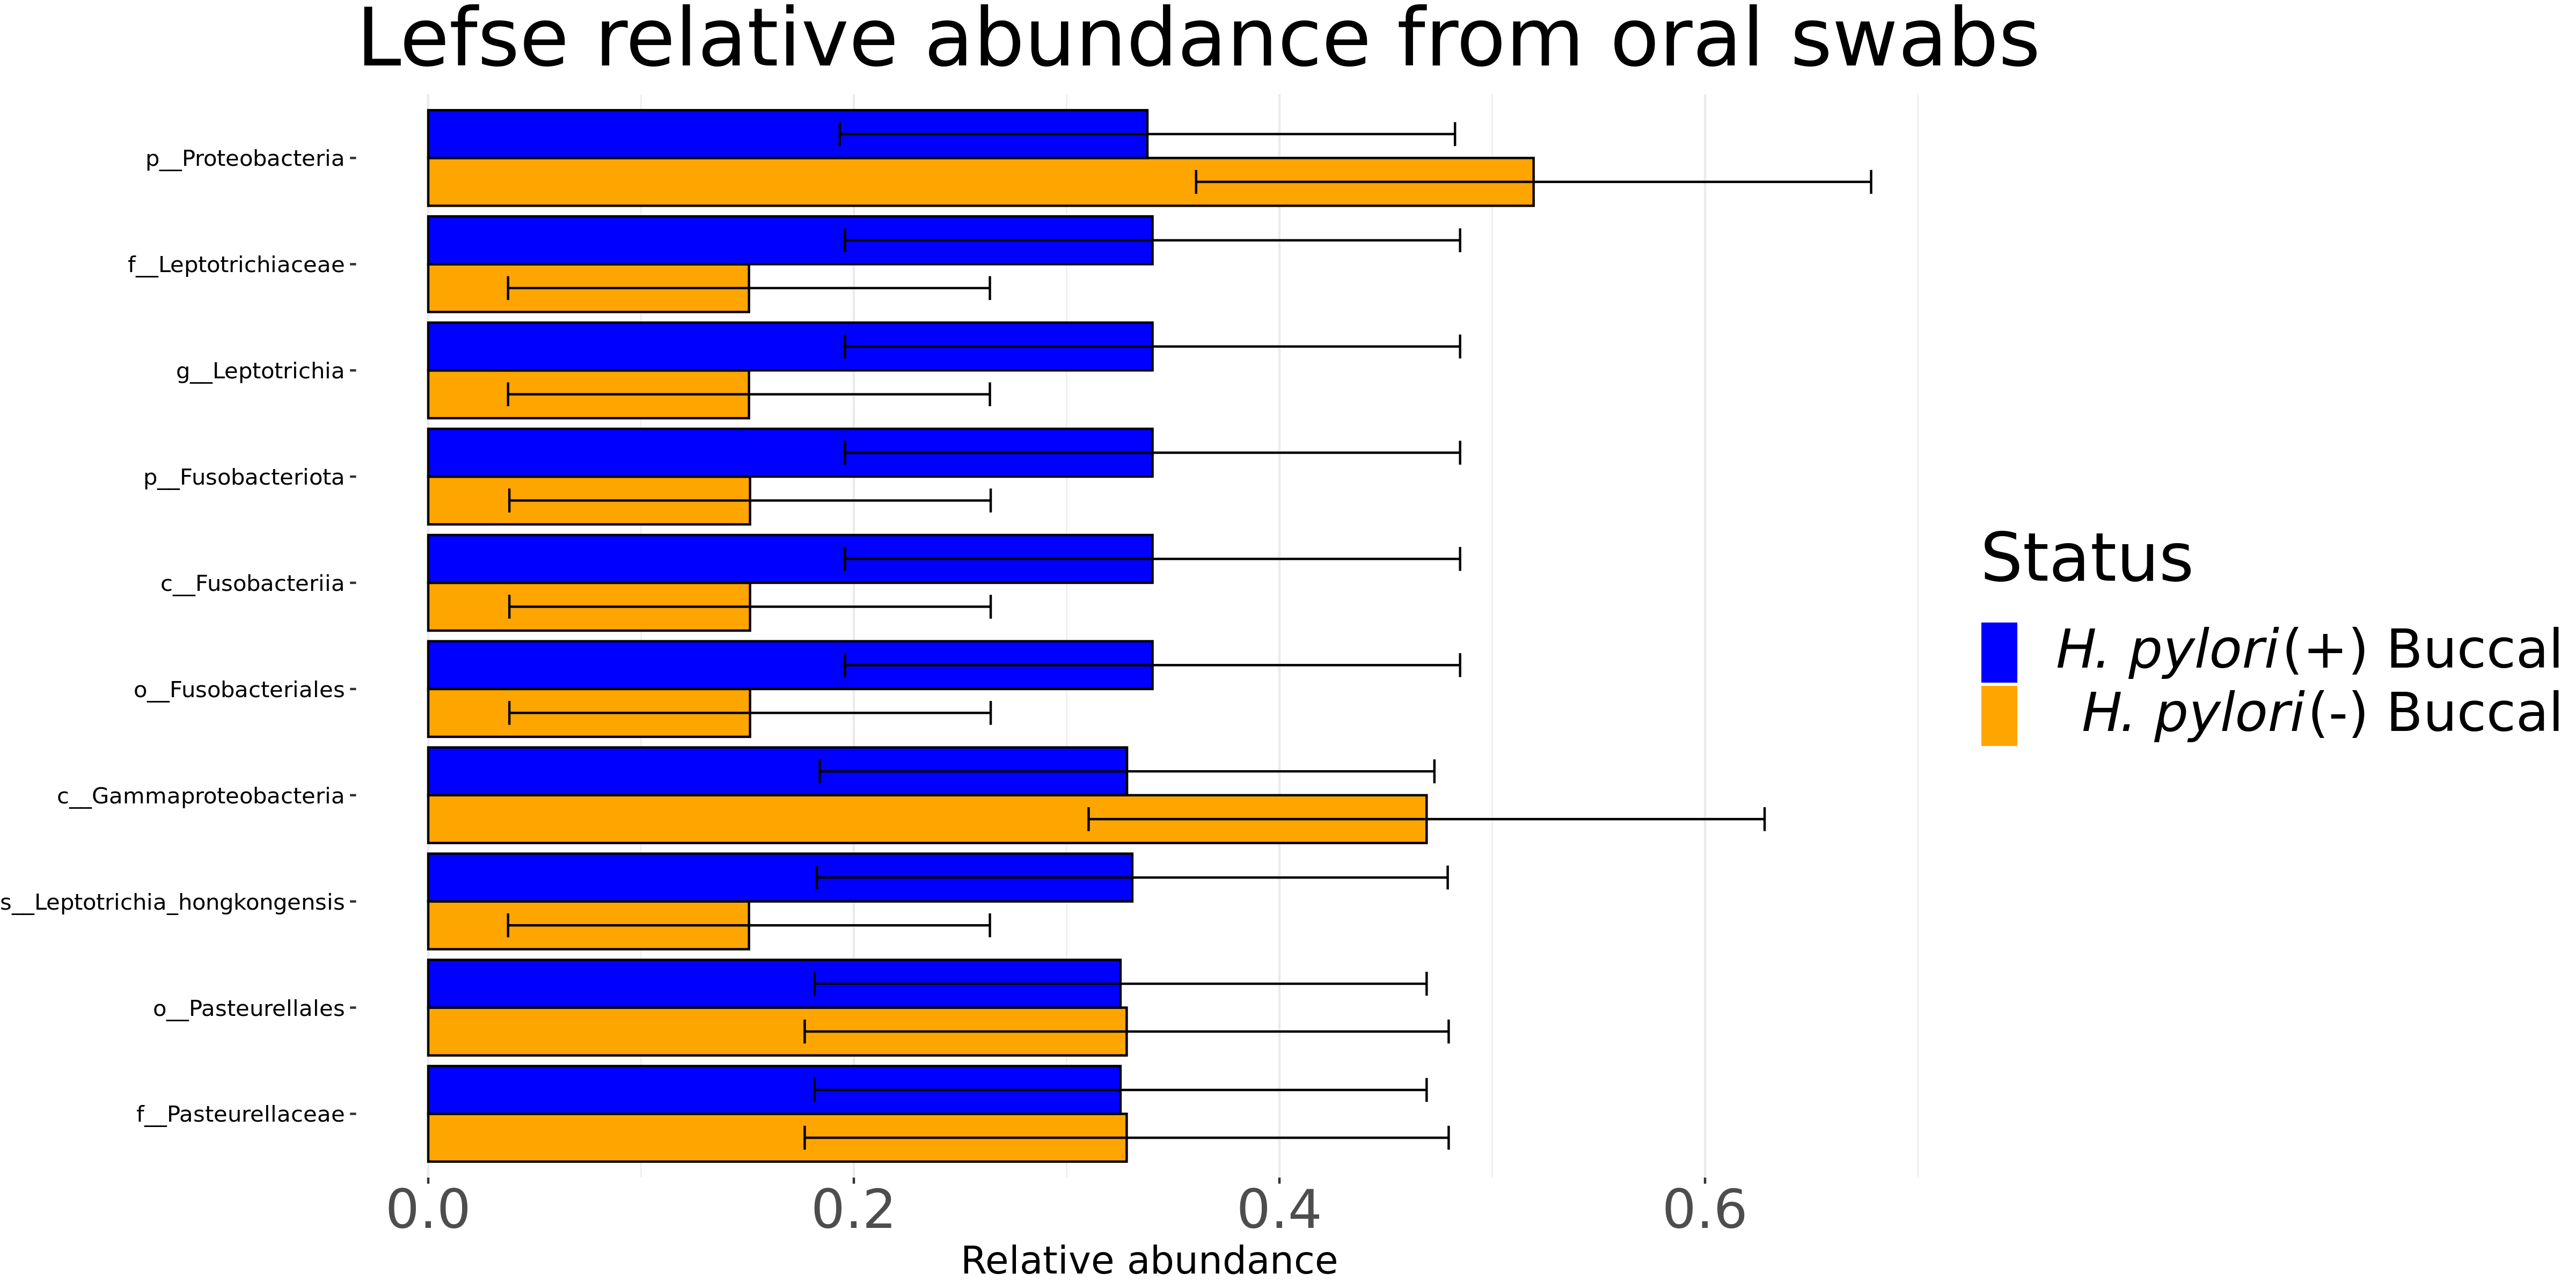 Lefse relative abundance from oral swabs
p__Proteobacteria
f__Leptotrichiaceae
g__Leptotrichia
p__Fusobacteriota
c__Fusobacteriia
o__Fusobacteriales
c__Gammaproteobacteria
s__Leptotrichia_hongkongensis
o__Pasteurellales
f__Pasteurellaceae
0.0 0.2 0.4 0.6
Relative abundance
Status
H. pylori(+) Buccal
H. pylori(-) Buccal